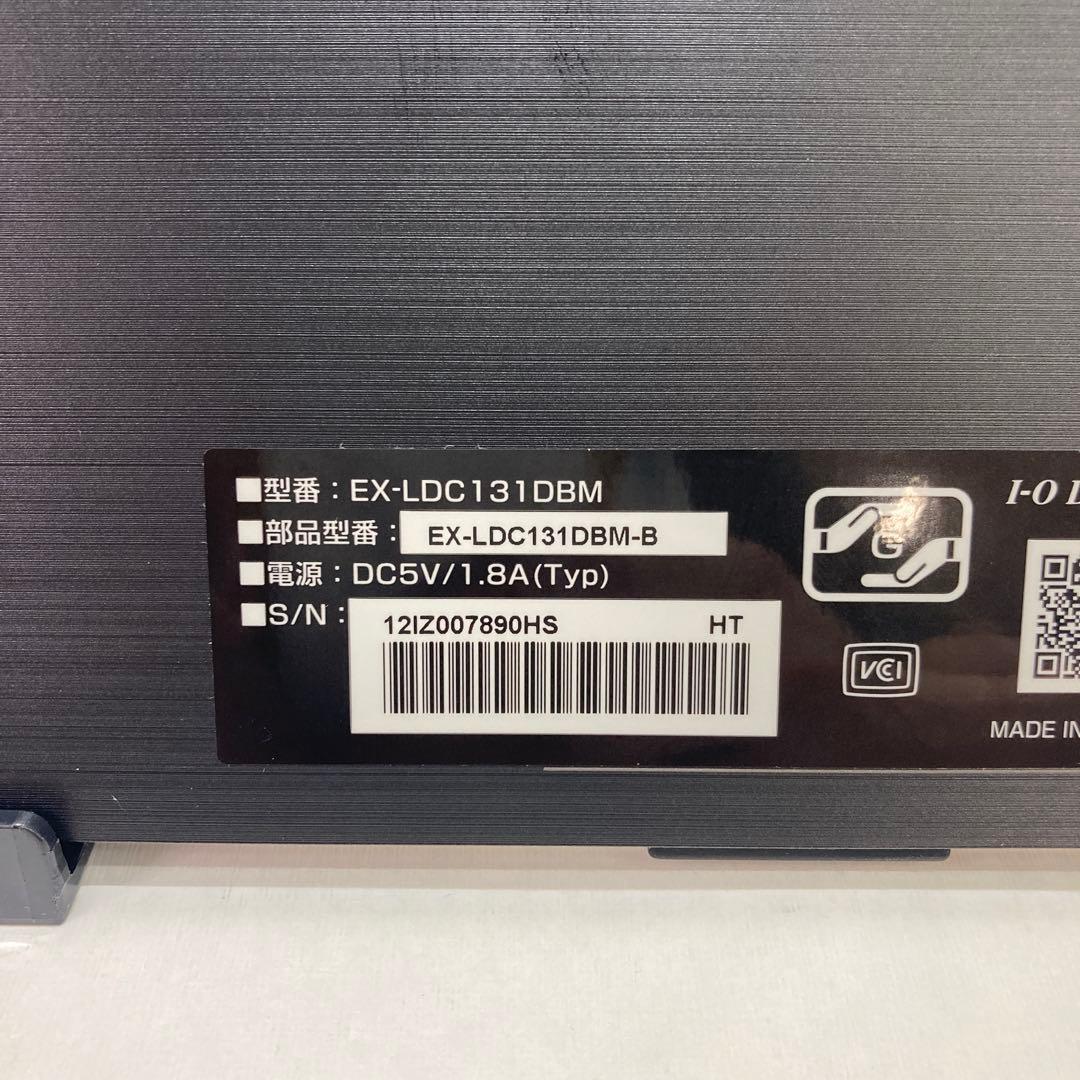 ■型番：EX-LDC131DBM
■部品型番：EX-LDC131DBM-B
■電源：DC5V/1.8A(Typ)
■S/N：12IZ007890HS HT
G
VCCI
I-O
MADE IN